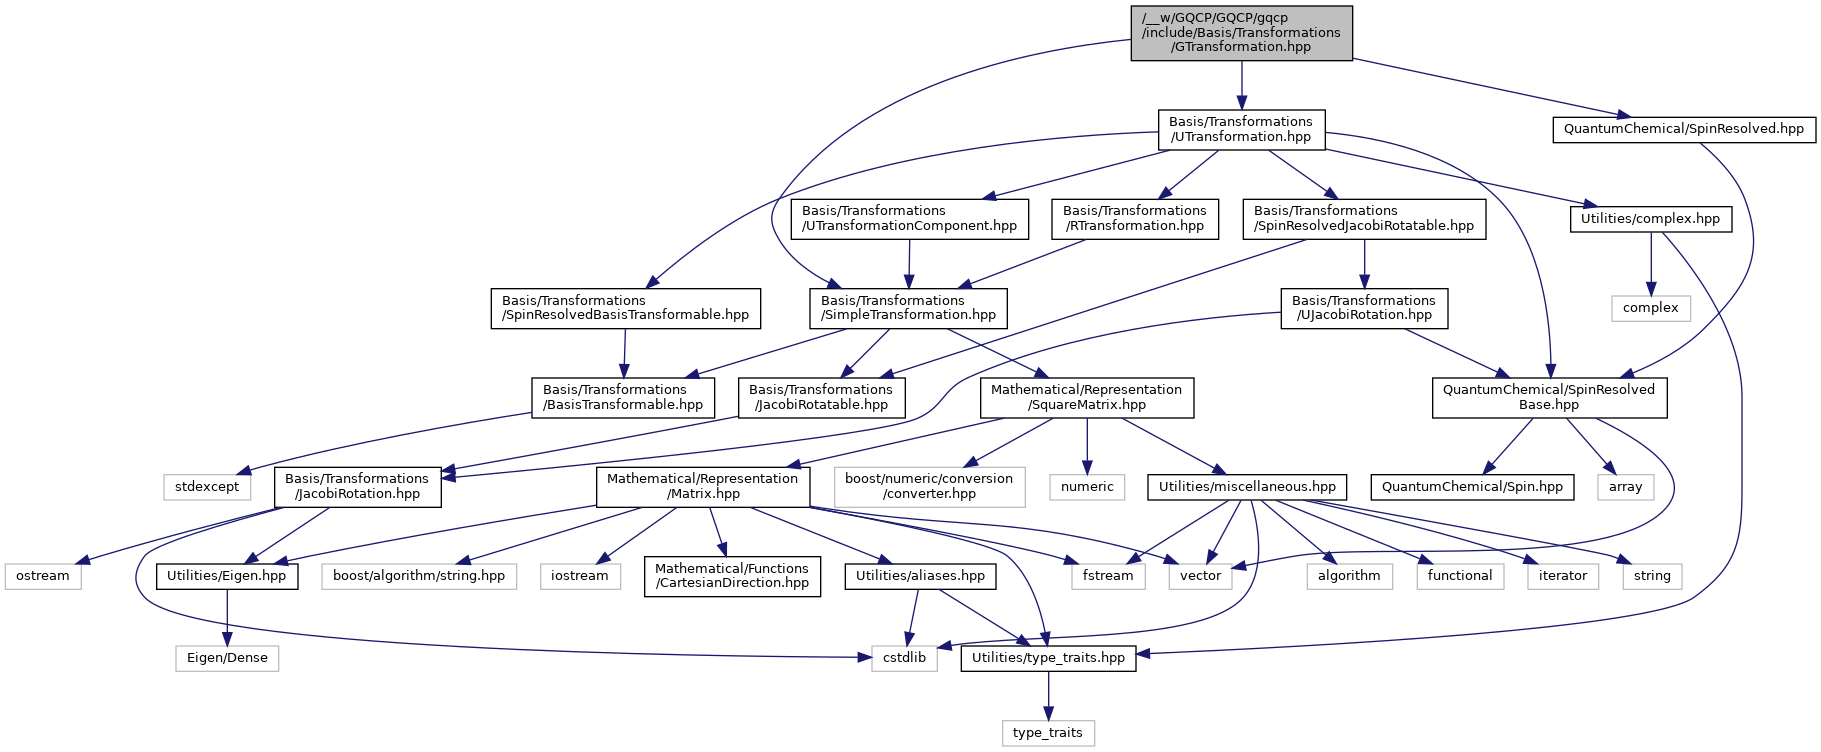 /__w/GQCP/GQCP/gqcp
/include/Basis/Transformations
/GTransformation.hpp
Basis/Transformations
/UTransformation.hpp
QuantumChemical/SpinResolved.hpp
Basis/Transformations
/UTransformationComponent.hpp
Basis/Transformations
/RTransformation.hpp
Basis/Transformations
/SpinResolvedJacobiRotatable.hpp
Utilities/complex.hpp
Basis/Transformations
/SpinResolvedBasisTransformable.hpp
Basis/Transformations
/SimpleTransformation.hpp
Basis/Transformations
/UJacobiRotation.hpp
complex
Basis/Transformations
/BasisTransformable.hpp
Basis/Transformations
/JacobiRotatable.hpp
Mathematical/Representation
/SquareMatrix.hpp
QuantumChemical/SpinResolved
Base.hpp
stdexcept
Basis/Transformations
/JacobiRotation.hpp
Mathematical/Representation
/Matrix.hpp
boost/numeric/conversion
/converter.hpp
numeric
Utilities/miscellaneous.hpp
QuantumChemical/Spin.hpp
array
ostream
Utilities/Eigen.hpp
boost/algorithm/string.hpp
iostream
Mathematical/Functions
/CartesianDirection.hpp
Utilities/aliases.hpp
fstream
vector
algorithm
functional
iterator
string
Eigen/Dense
cstdlib
Utilities/type_traits.hpp
type_traits